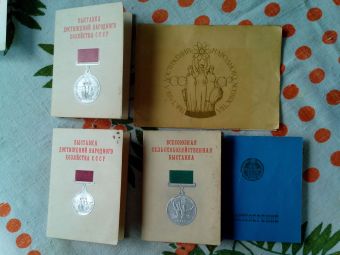 ВЫСТАВКА
ДОСТИЖЕНИЙ НАРОДНОГО
ХОЗЯЙСТВА СССР
ВЫСТАВКА
ДОСТИЖЕНИЙ НАРОДНОГО
ХОЗЯЙСТВА СССР
ВСЕСОЮЗНАЯ
СЕЛЬСКОХОЗЯЙСТВЕННАЯ
ВЫСТАВКА
УДОСТОВЕРЕНИЕ